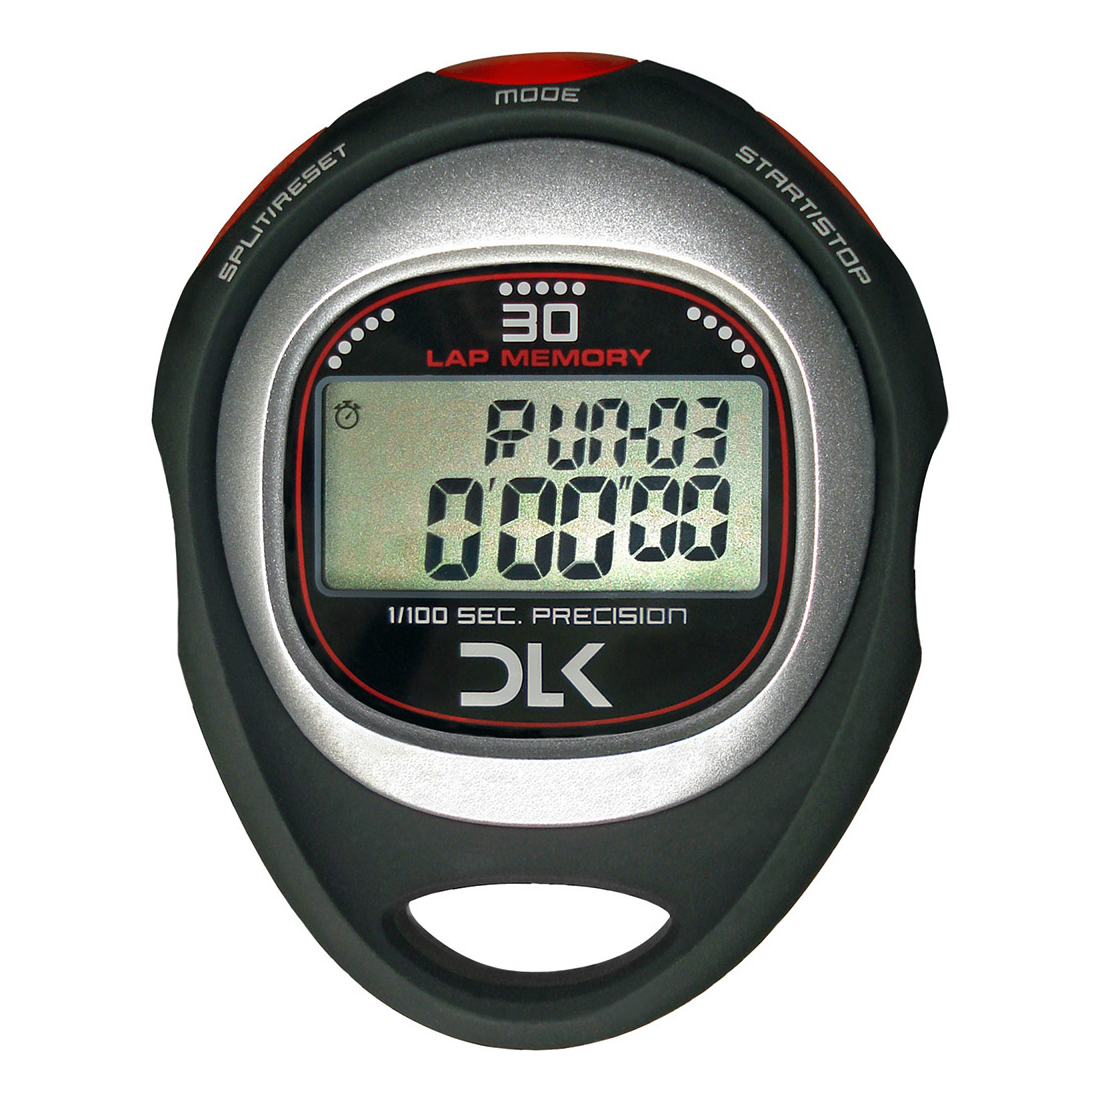 MODE
SPLIT/RESET
START/STOP
30
LAP MEMORY
RUN-03
0'00"00
1/100 SEC. PRECISION
DLK